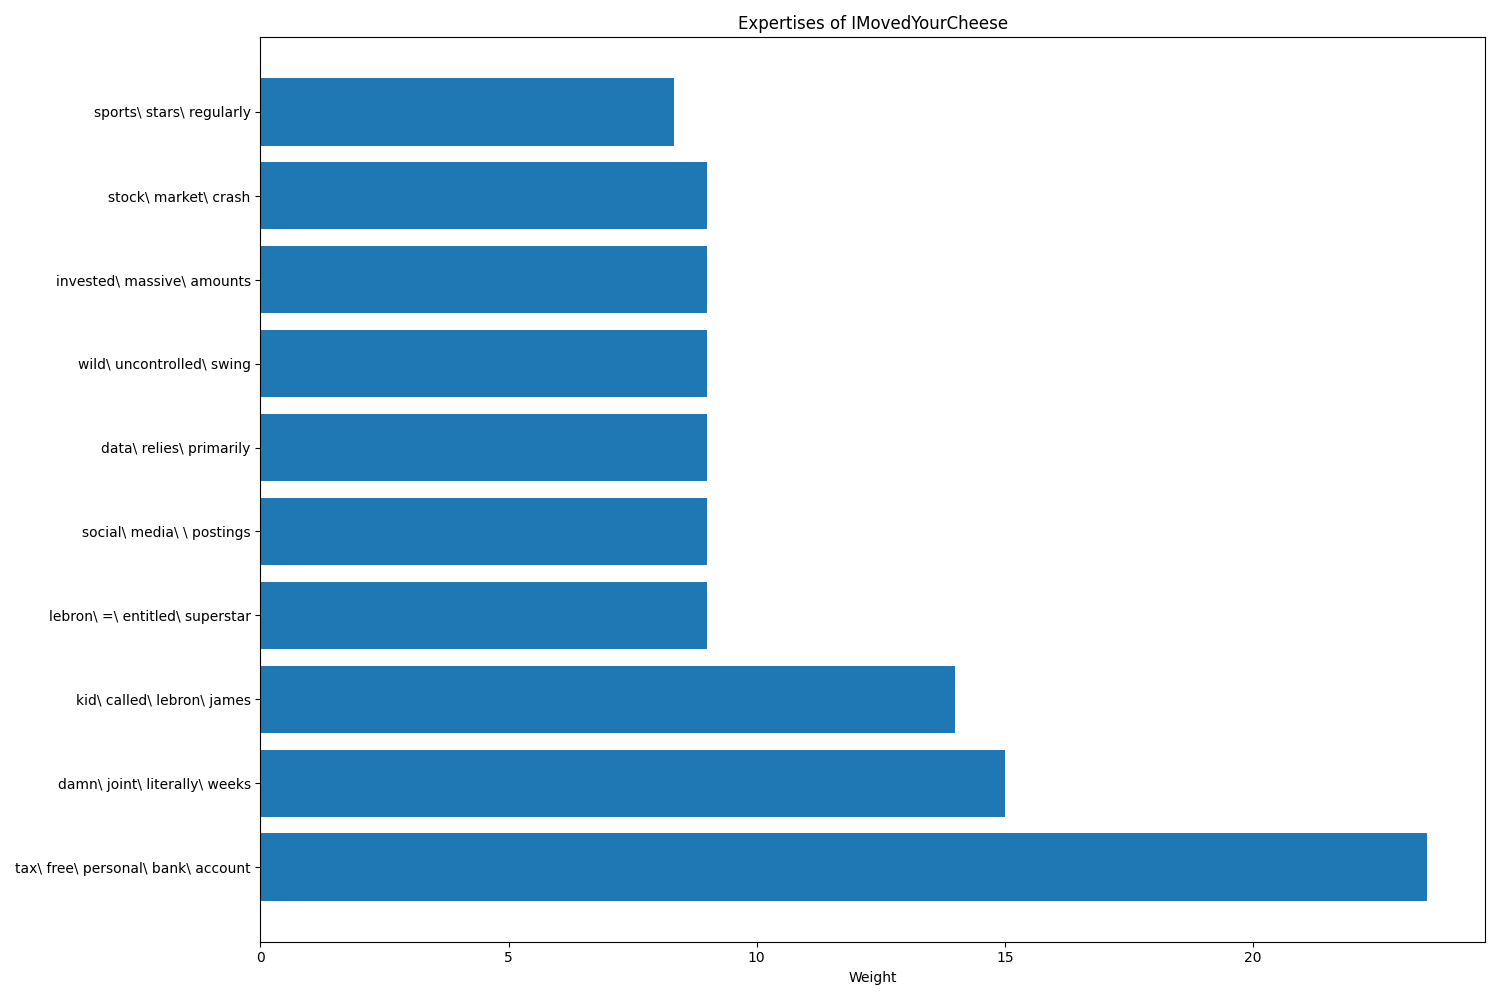 Expertises of IMovedYourCheese
sports\ stars\ regularly
stock\ market\ crash
invested\ massive\ amounts
wild\ uncontrolled\ swing
data\ relies\ primarily
social\ media\ \ postings
lebron\ =\ entitled\ superstar
kid\ called\ lebron\ james
damn\ joint\ literally\ weeks
tax\ free\ personal\ bank\ account
0 5 10 15 20
Weight